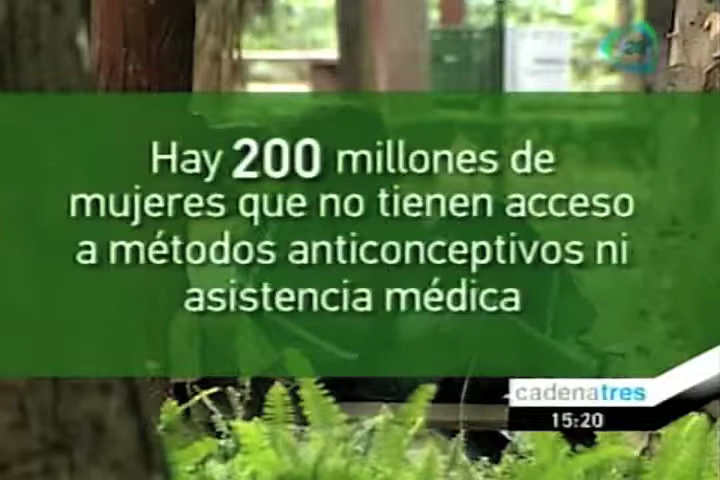 Hay 200 millones de
mujeres que no tienen acceso
a métodos anticonceptivos ni
asistencia médica
cadenatres
15:20